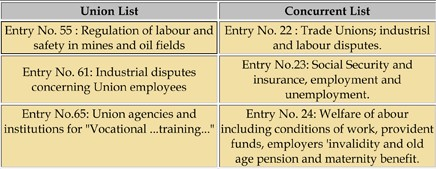 Union List
Concurrent List
Entry No. 55 : Regulation of labour and
safety in mines and oil fields
Entry No. 22 : Trade Unions; industrisl
and labour disputes.
Entry No. 61: Industrial disputes
concerning Union employees
Entry No.23: Social Security and
insurance, employment and
unemployment.
Entry No.65: Union agencies and
institutions for "Vocational ...training..."
Entry No. 24: Welfare of abour
including conditions of work, provident
funds, employers 'invalidity and old
age pension and maternity benefit.